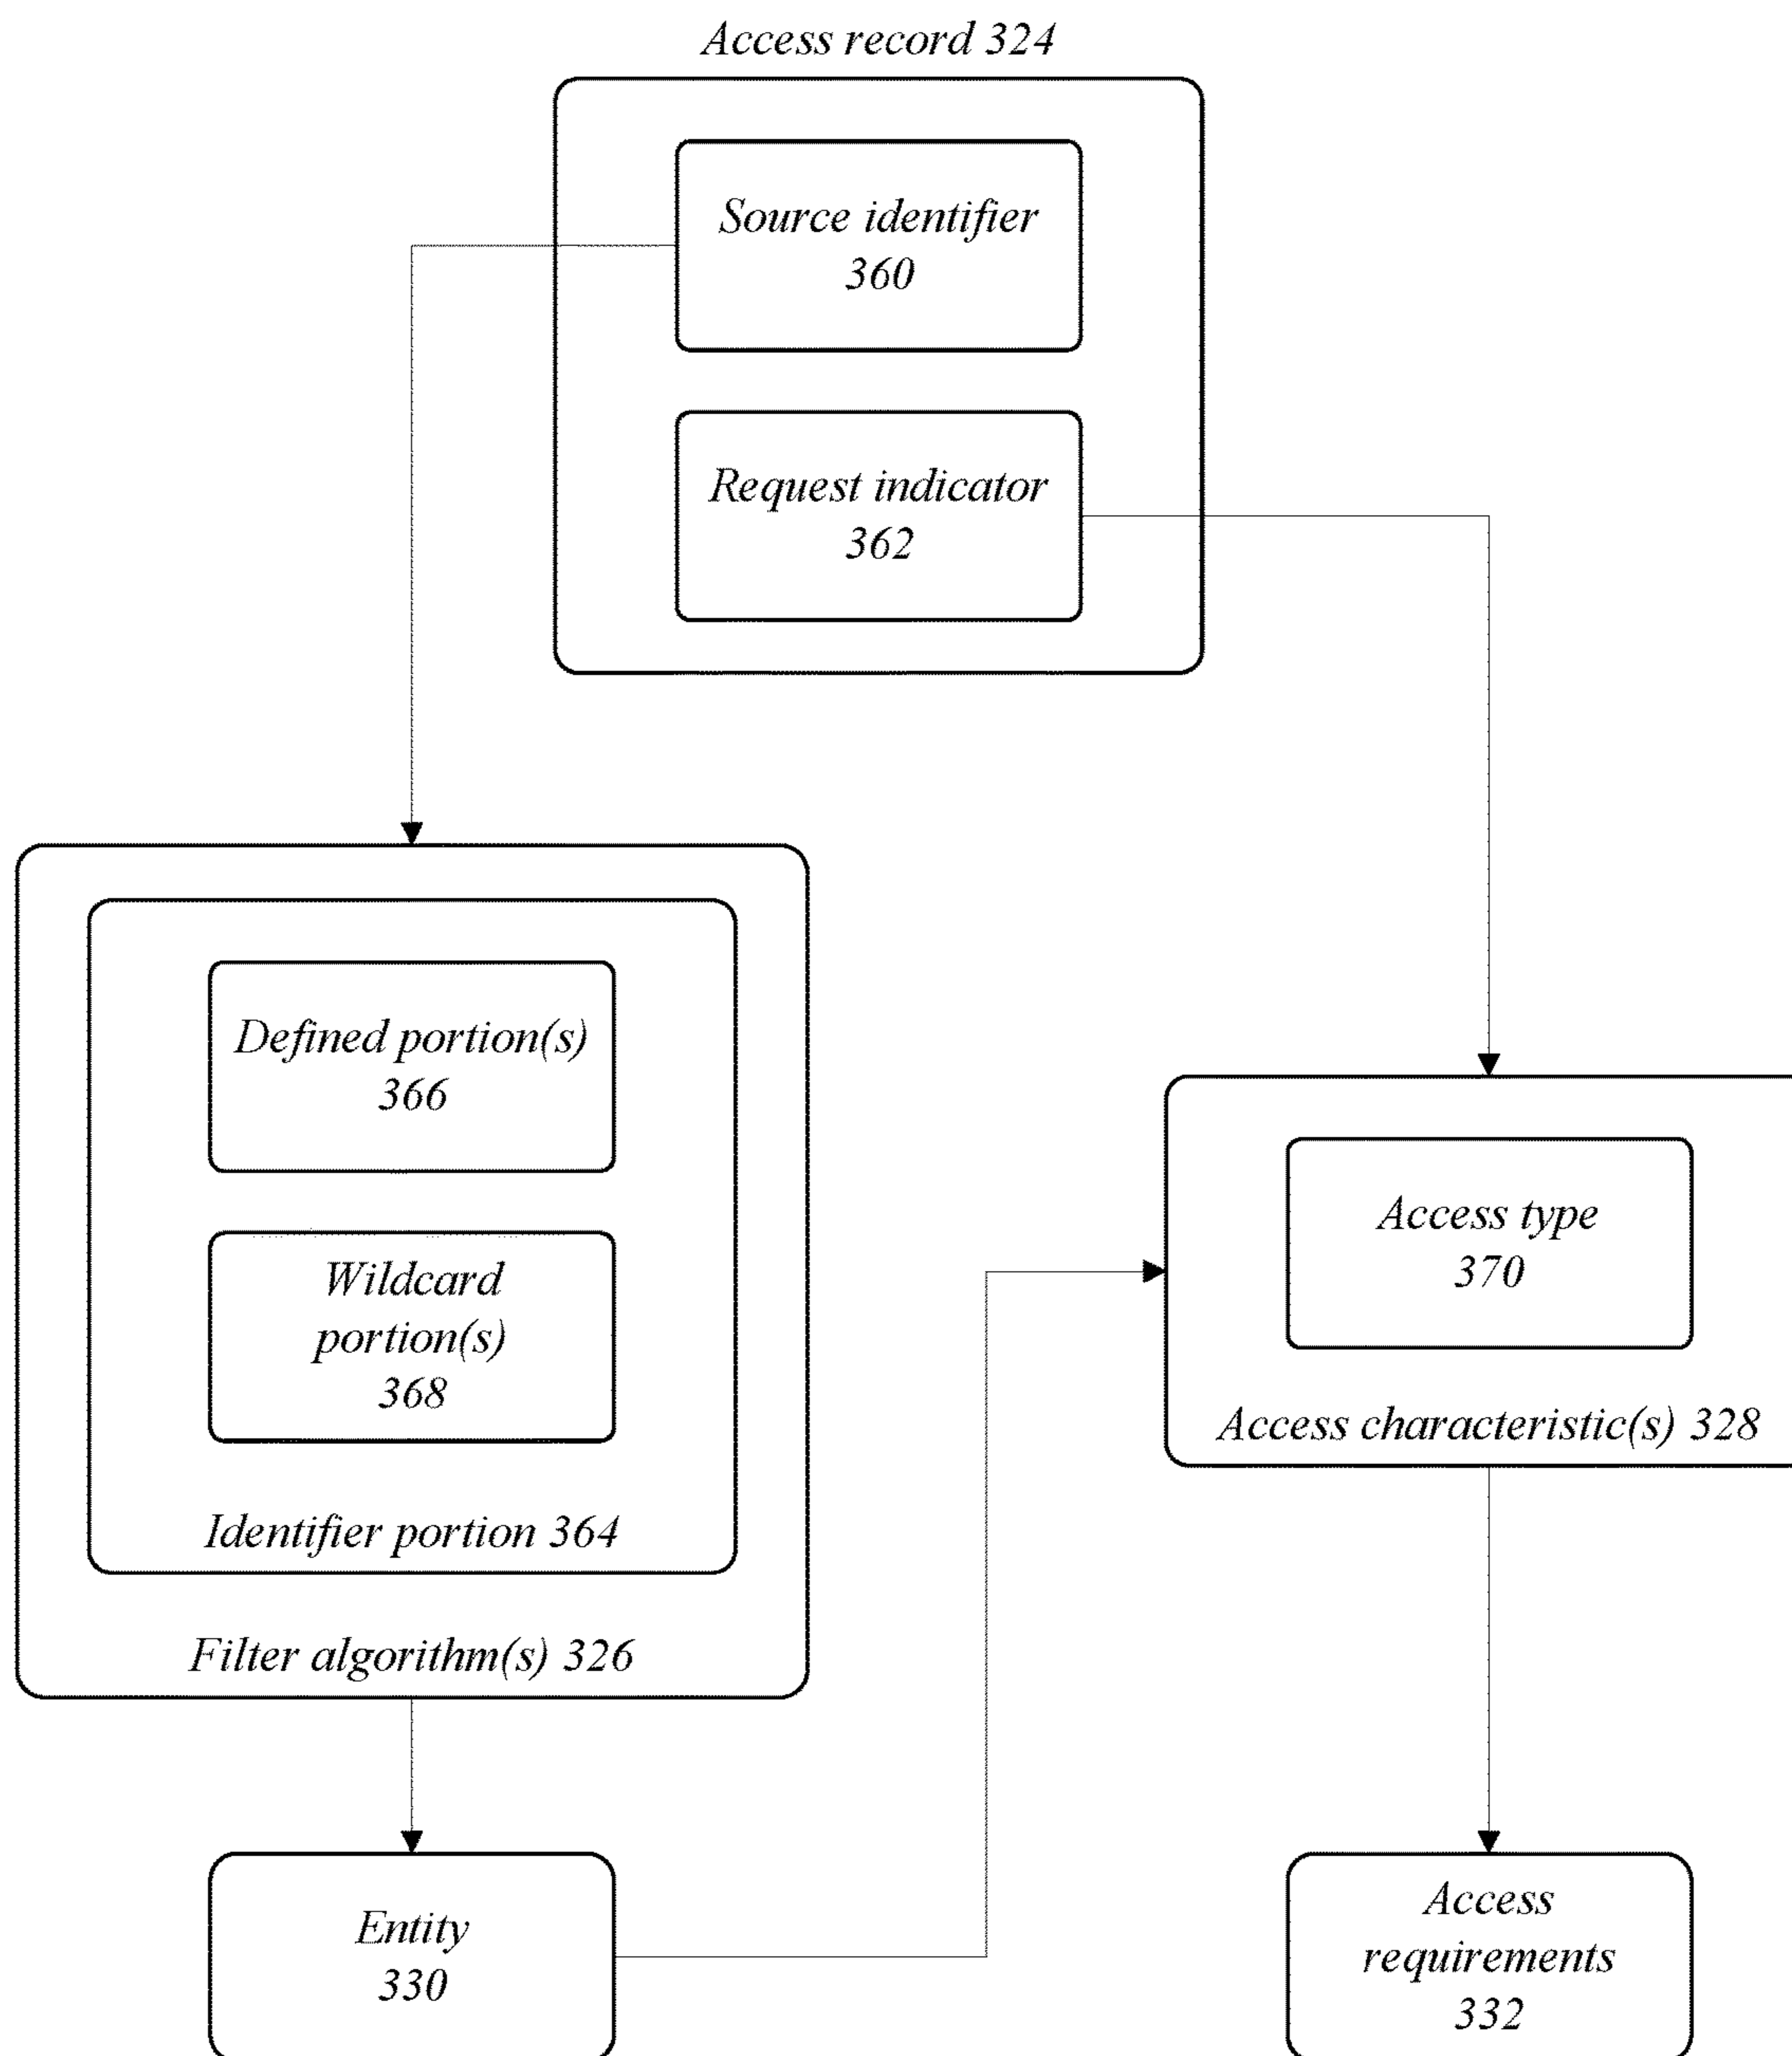 Access record 324
Source identifier
360
Request indicator
362
Defined portion(s)
366
Wildcard
portion(s)
368
Identifier portion 364
Filter algorithm(s) 326
Access type
370
Access characteristic(s) 328
Entity
330
Access
requirements
332